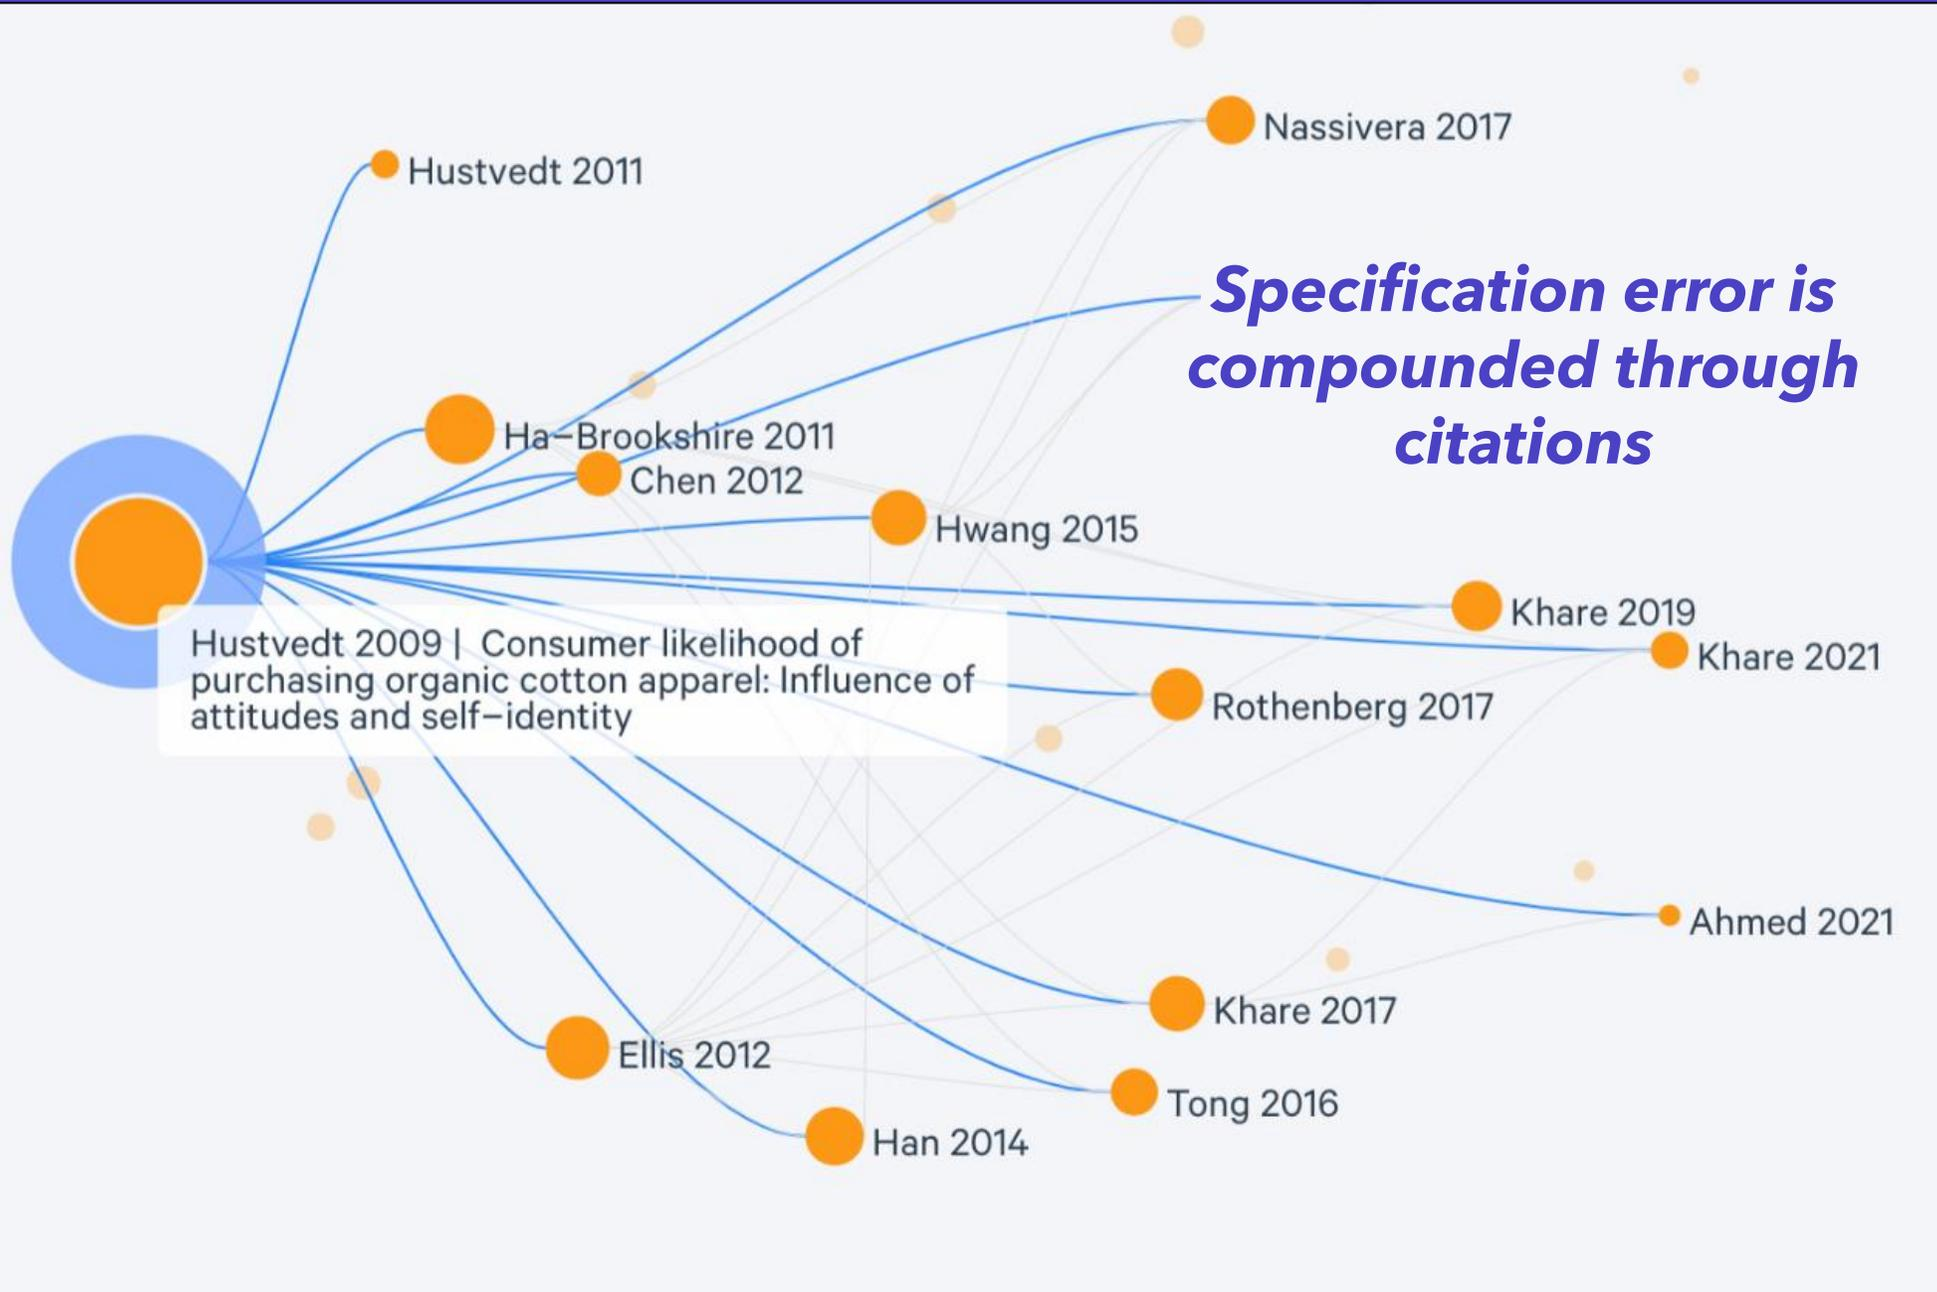 Nassivera 2017
Hustvedt 2011
Specification error is
compounded through
citations
Ha–Brookshire 2011
Chen 2012
Hwang 2015
Khare 2019
Khare 2021
Hustvedt 2009 | Consumer likelihood of
purchasing organic cotton apparel: Influence of
attitudes and self–identity
Rothenberg 2017
Ahmed 2021
Khare 2017
Ellis 2012
Tong 2016
Han 2014